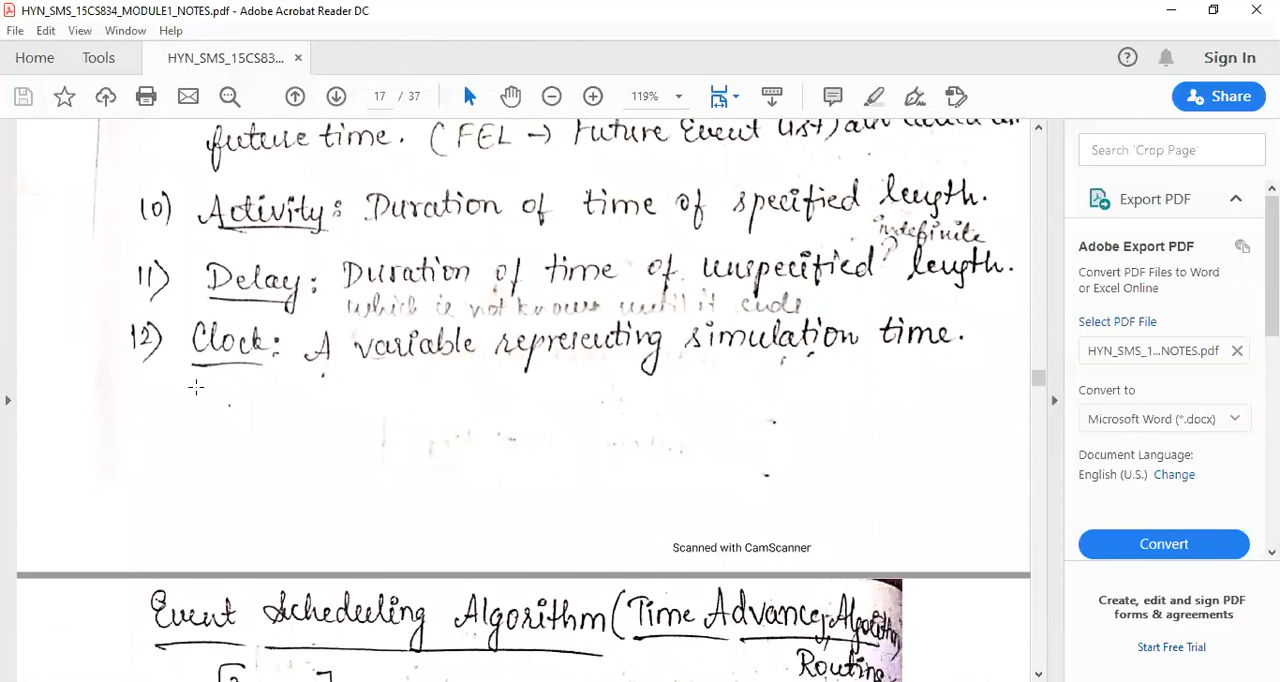 HYN_SMS_15CS834_MODULE1_NOTES.pdf - Adobe Acrobat Reader DC
File Edit View Window Help
Home Tools HYN_SMS_15CS83... × Sign In
17 / 37 119% Share
future time. (FEL → Future Event list)
10) Activity: Duration of time of specified length.
indefinite
11) Delay: Duration of time of unspecified length.
which is not known until it ends
12) Clock: A variable representing simulation time.
Scanned with CamScanner
Event Scheduling Algorithm (Time Advance, Algorithm)
Routine
Search 'Crop Page'
Export PDF
Adobe Export PDF
Convert PDF Files to Word
or Excel Online
Select PDF File
HYN_SMS_1...NOTES.pdf
Convert to
Microsoft Word (*.docx)
Document Language:
English (U.S.) Change
Convert
Create, edit and sign PDF
forms & agreements
Start Free Trial